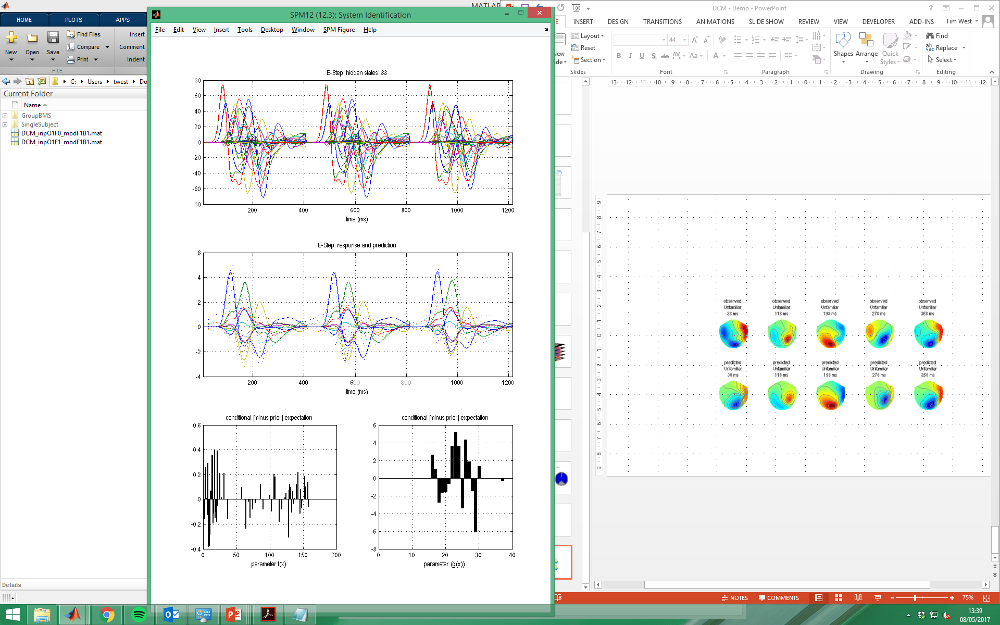 MATLAB
HOME PLOTS APPS
New Open Save
Find Files
Compare
Print
Insert
Comment
Indent
FILE
C: Users twest Do
Current Folder
Name
GroupBMS
SingleSubject
DCM_inpO1F0_modF1B1.mat
DCM_inpO1F1_modF1B1.mat
Details
SPM12 (12.3): System Identification
File Edit View Insert Tools Desktop Window SPM Figure Help
E-Step: hidden states: 33
80
60
40
20
0
-20
-40
-60
-80
200 400 600 800 1000 1200
time (ms)
E-Step: response and prediction
6
4
2
0
-2
-4
200 400 600 800 1000 1200
time (ms)
conditional [minus prior] expectation
0.6
0.4
0.2
0
-0.2
-0.4
0 50 100 150 200
parameter f(x)
conditional [minus prior] expectation
6
4
2
0
-2
-4
-6
-8
0 10 20 30 40
parameter (g(x))
DCM - Demo - PowerPoint
INSERT DESIGN TRANSITIONS ANIMATIONS SLIDE SHOW REVIEW VIEW DEVELOPER ADD-INS Tim West
Layout
Reset
Section
Slides
44
B I U S abc AV Aa A
Font
Paragraph
Shapes Arrange Quick Styles
Drawing
Find
Replace
Select
Editing
13 12 11 10 9 8 7 6 5 4 3 2 1 0 1 2 3 4 5 6 7 8 9 10 11 12
9
8
7
6
5
4
3
2
1
0
1
2
3
4
5
6
7
8
9
observed Unfamiliar 38 ms
observed Unfamiliar 118 ms
observed Unfamiliar 198 ms
observed Unfamiliar 278 ms
observed Unfamiliar 358 ms
predicted Unfamiliar 38 ms
predicted Unfamiliar 118 ms
predicted Unfamiliar 198 ms
predicted Unfamiliar 278 ms
predicted Unfamiliar 358 ms
NOTES COMMENTS 75%
13:39
08/05/2017